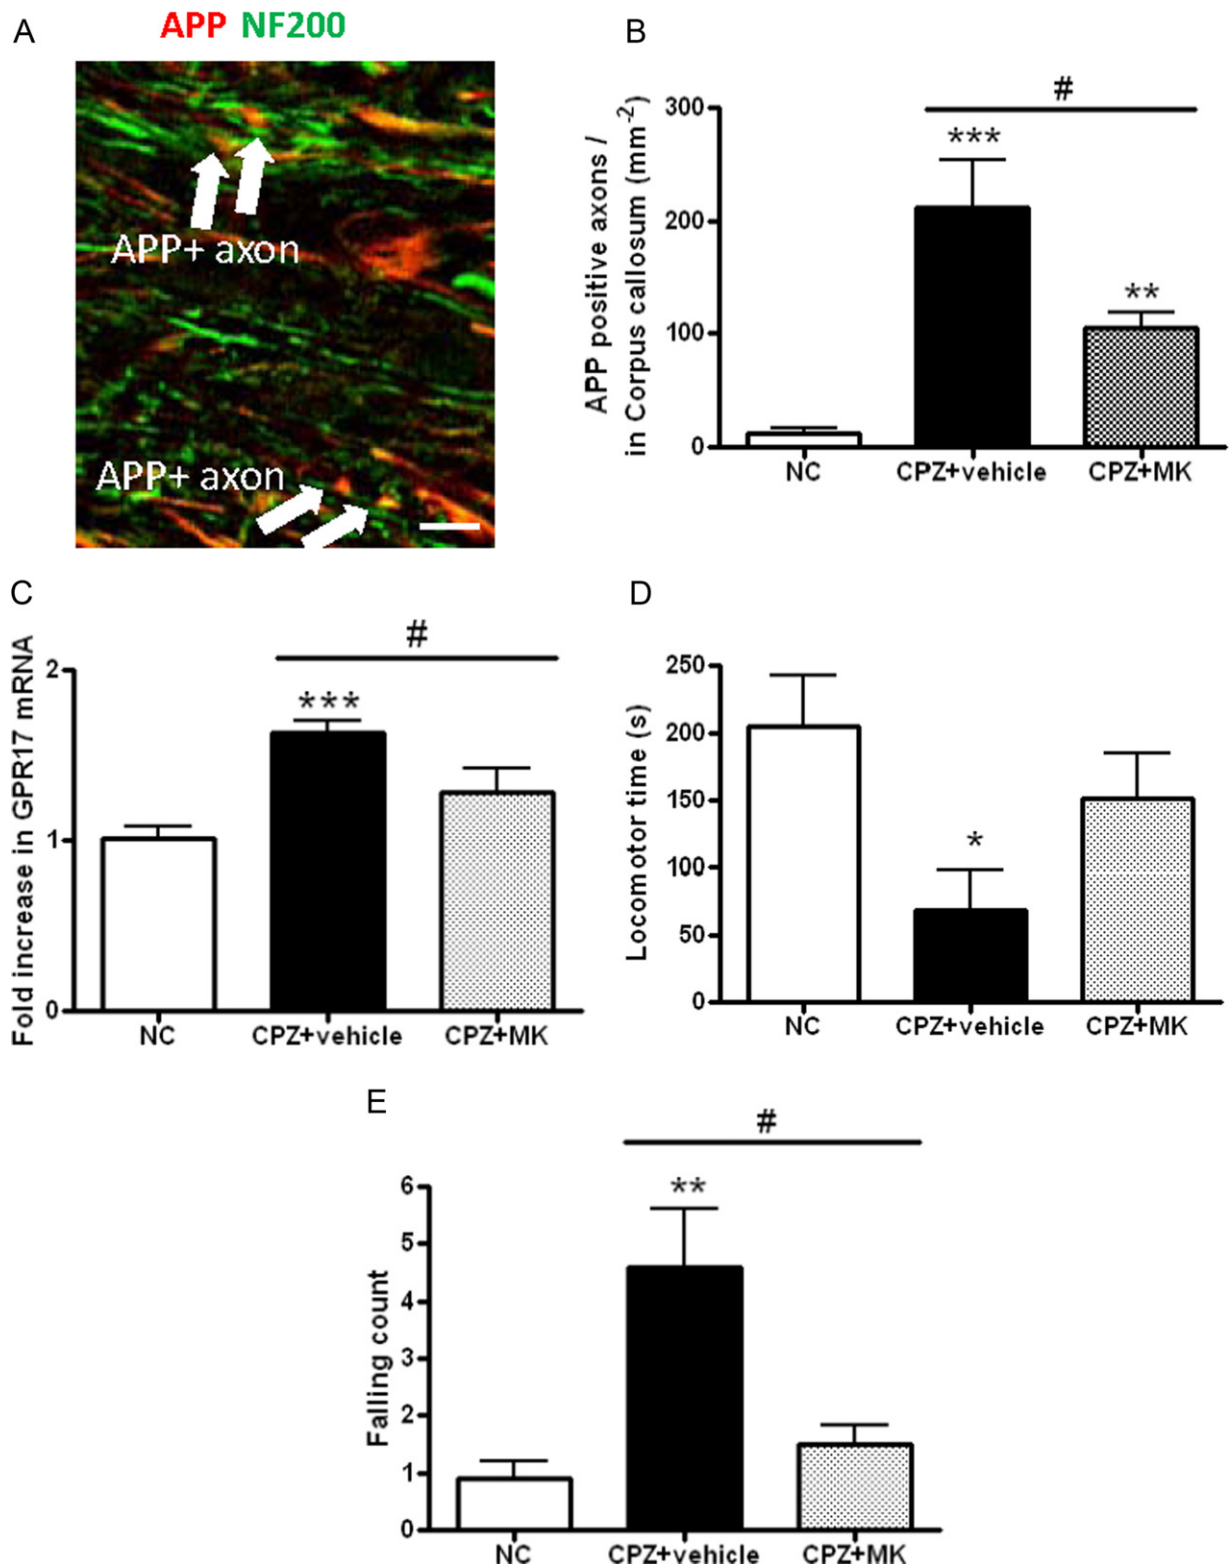 A
APP NF200
APP+ axon
APP+ axon
B
APP positive axons /
in Corpus callosum (mm-2)
300
200
100
0
#
***
**
NC CPZ+vehicle CPZ+MK
C
Fold increase in GPR17 mRNA
2
1
0
#
***
NC CPZ+vehicle CPZ+MK
D
Locomotor time (s)
250
200
150
100
50
0
*
NC CPZ+vehicle CPZ+MK
E
Falling count
6
5
4
3
2
1
0
#
**
NC CPZ+vehicle CPZ+MK